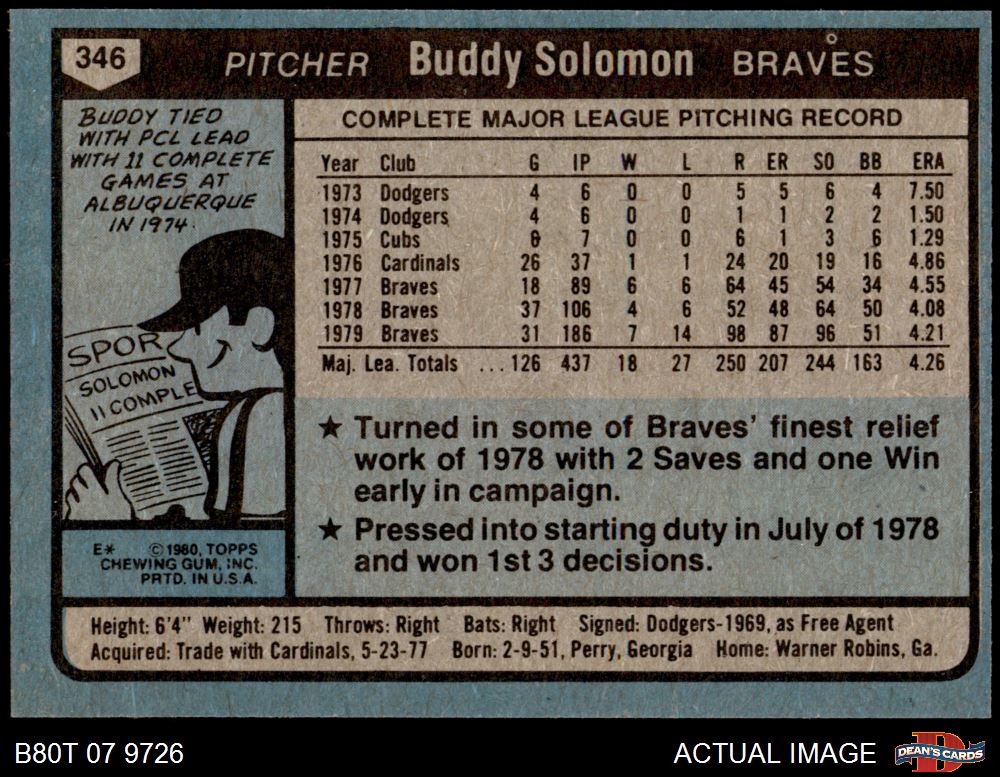 346 PITCHER Buddy Solomon BRAVES
BUDDY TIED
WITH PCL LEAD
WITH 11 COMPLETE
GAMES AT
ALBUQUERQUE
IN 1974.
SPOR
SOLOMON
11 COMPLE
E* ©1980, TOPPS
CHEWING GUM, INC.
PRTD. IN U.S.A.
COMPLETE MAJOR LEAGUE PITCHING RECORD
Year Club G IP W L R ER SO BB ERA
1973 Dodgers 4 6 0 0 5 5 6 4 7.50
1974 Dodgers 4 6 0 0 1 1 2 2 1.50
1975 Cubs 6 7 0 0 6 1 3 6 1.29
1976 Cardinals 26 37 1 1 24 20 19 16 4.86
1977 Braves 18 89 6 6 64 45 54 34 4.55
1978 Braves 37 106 4 6 52 48 64 50 4.08
1979 Braves 31 186 7 14 98 87 96 51 4.21
Maj. Lea. Totals ... 126 437 18 27 250 207 244 163 4.26
★ Turned in some of Braves' finest relief
work of 1978 with 2 Saves and one Win
early in campaign.
★ Pressed into starting duty in July of 1978
and won 1st 3 decisions.
Height: 6'4" Weight: 215 Throws: Right Bats: Right Signed: Dodgers-1969, as Free Agent
Acquired: Trade with Cardinals, 5-23-77 Born: 2-9-51, Perry, Georgia Home: Warner Robins, Ga.
B80T 07 9726 ACTUAL IMAGE D DEAN'S CARDS